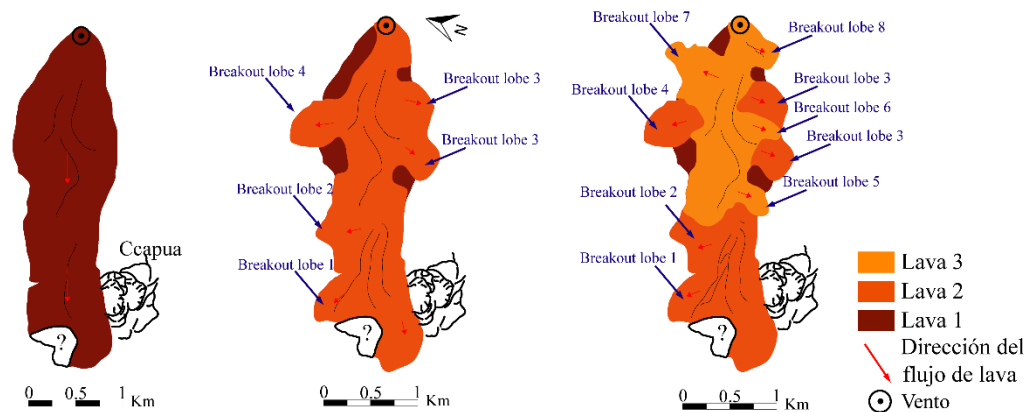 Ccapua
?
0 0.5 1
Km
N
Breakout lobe 4
Breakout lobe 3
Breakout lobe 3
Breakout lobe 2
Breakout lobe 1
?
0 0.5 1
Km
Breakout lobe 7
Breakout lobe 8
Breakout lobe 4
Breakout lobe 3
Breakout lobe 6
Breakout lobe 3
Breakout lobe 2
Breakout lobe 5
Breakout lobe 1
?
0 0.5 1
Km
Lava 3
Lava 2
Lava 1
Dirección del
flujo de lava
Vento